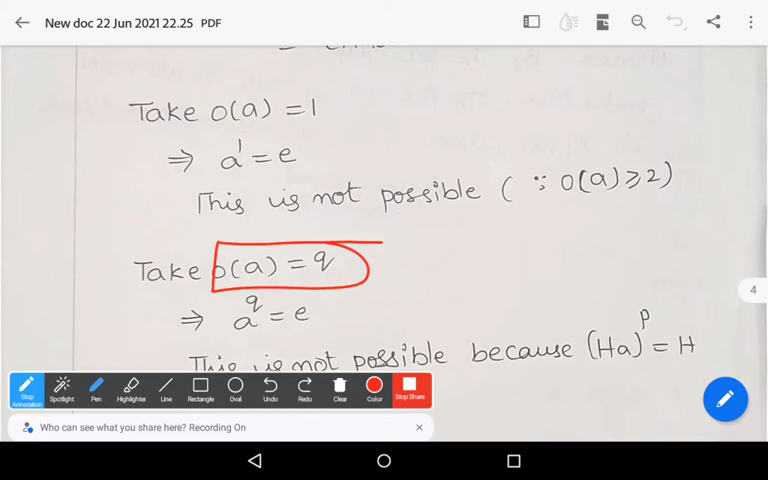 New doc 22 Jun 2021 22.25 PDF
Take o(a) = 1
⇒ a¹ = e
This is not possible ( ∵ o(a) ≥ 2)
Take o(a) = q
⇒ a^q = e
This is not possible because (Ha)^p = H
4
Stop Annotation Spotlight Pen Highlighter Line Rectangle Oval Undo Redo Clear Color Stop Share
Who can see what you share here? Recording On